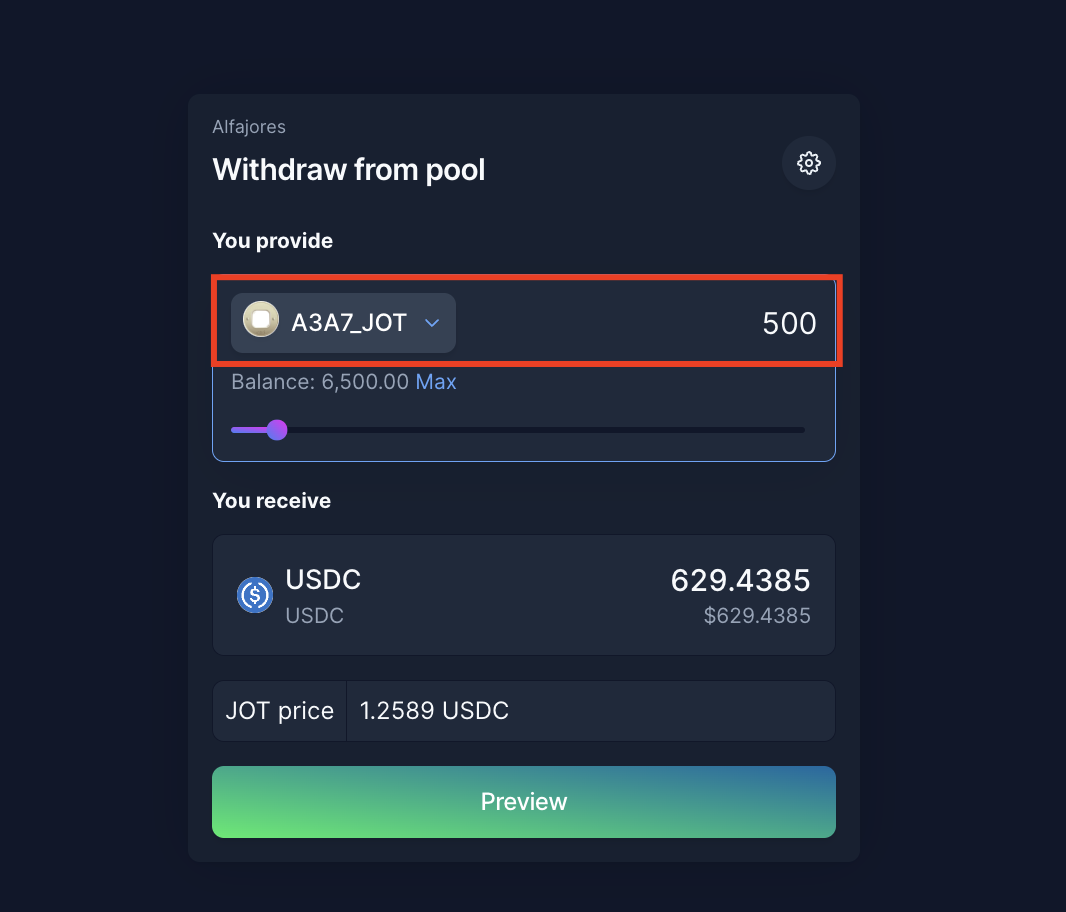 Alfajores
Withdraw from pool
You provide
A3A7_JOT 500
Balance: 6,500.00 Max
You receive
USDC 629.4385
USDC $629.4385
JOT price 1.2589 USDC
Preview